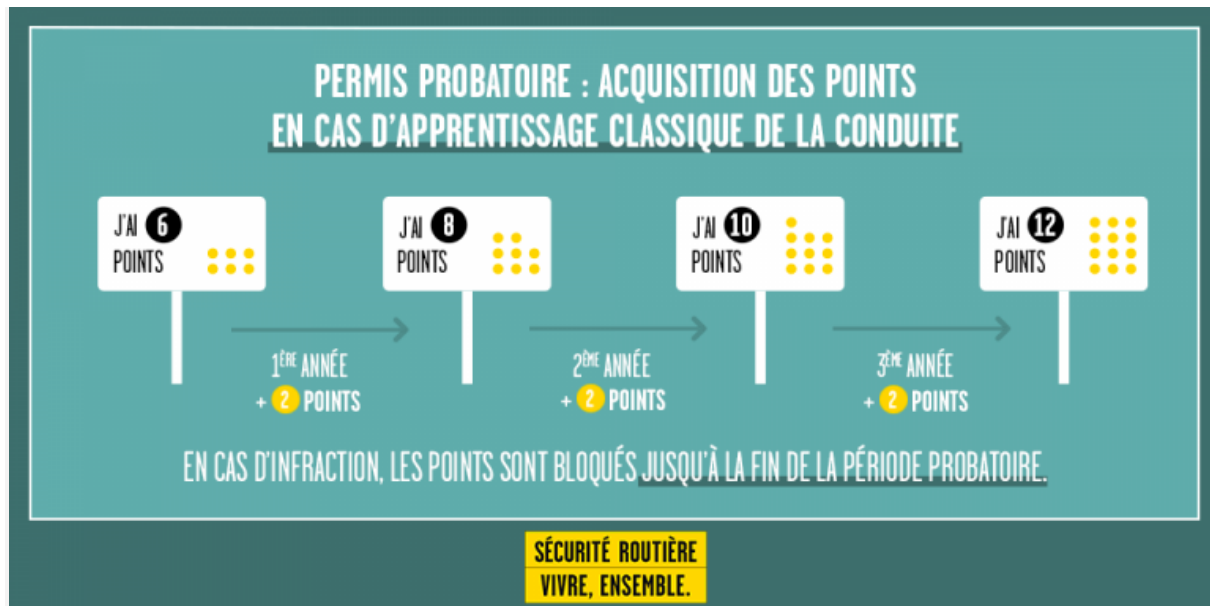 PERMIS PROBATOIRE : ACQUISITION DES POINTS
EN CAS D'APPRENTISSAGE CLASSIQUE DE LA CONDUITE
J'AI 6
POINTS
J'AI 8
POINTS
J'AI 10
POINTS
J'AI 12
POINTS
1ÈRE ANNÉE
+ 2 POINTS
2ÈME ANNÉE
+ 2 POINTS
3ÈME ANNÉE
+ 2 POINTS
EN CAS D'INFRACTION, LES POINTS SONT BLOQUÉS JUSQU'À LA FIN DE LA PÉRIODE PROBATOIRE.
SÉCURITÉ ROUTIÈRE
VIVRE, ENSEMBLE.